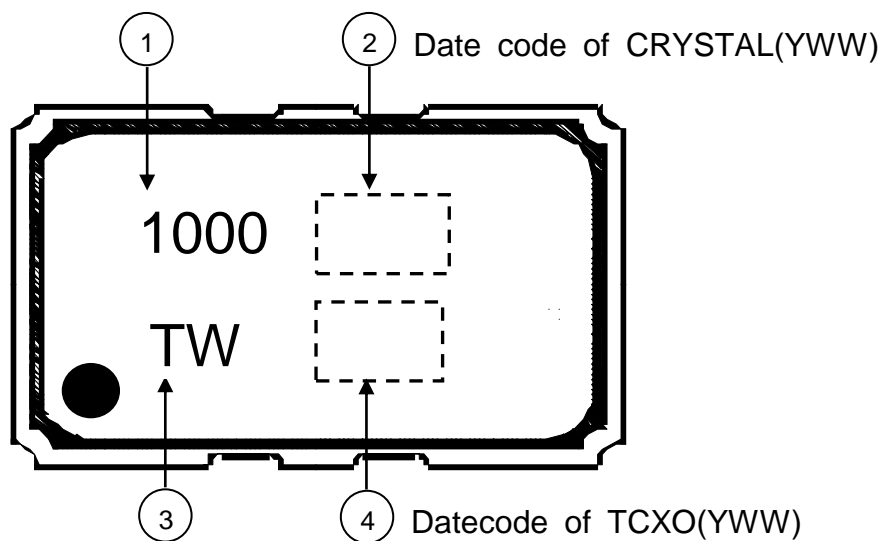 1
2 Date code of CRYSTAL(YWW)
1000
TW
3
4 Datecode of TCXO(YWW)